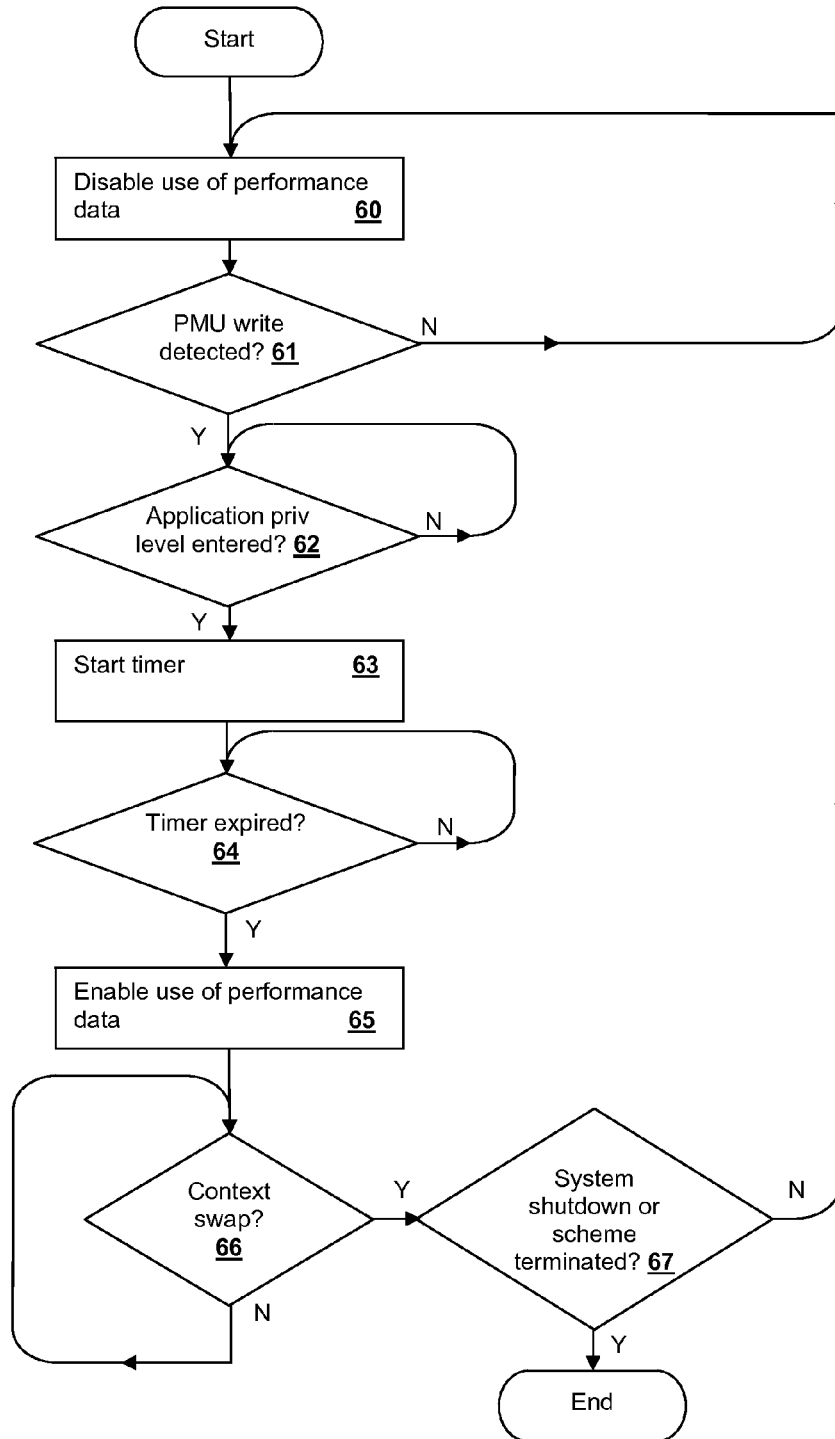 Start
Disable use of performance
data 60
PMU write
detected? 61
N
Y
Application priv
level entered? 62
N
Y
Start timer 63
Timer expired?
64
N
Y
Enable use of performance
data 65
Context
swap?
66
Y
N
System
shutdown or
scheme
terminated? 67
N
Y
End